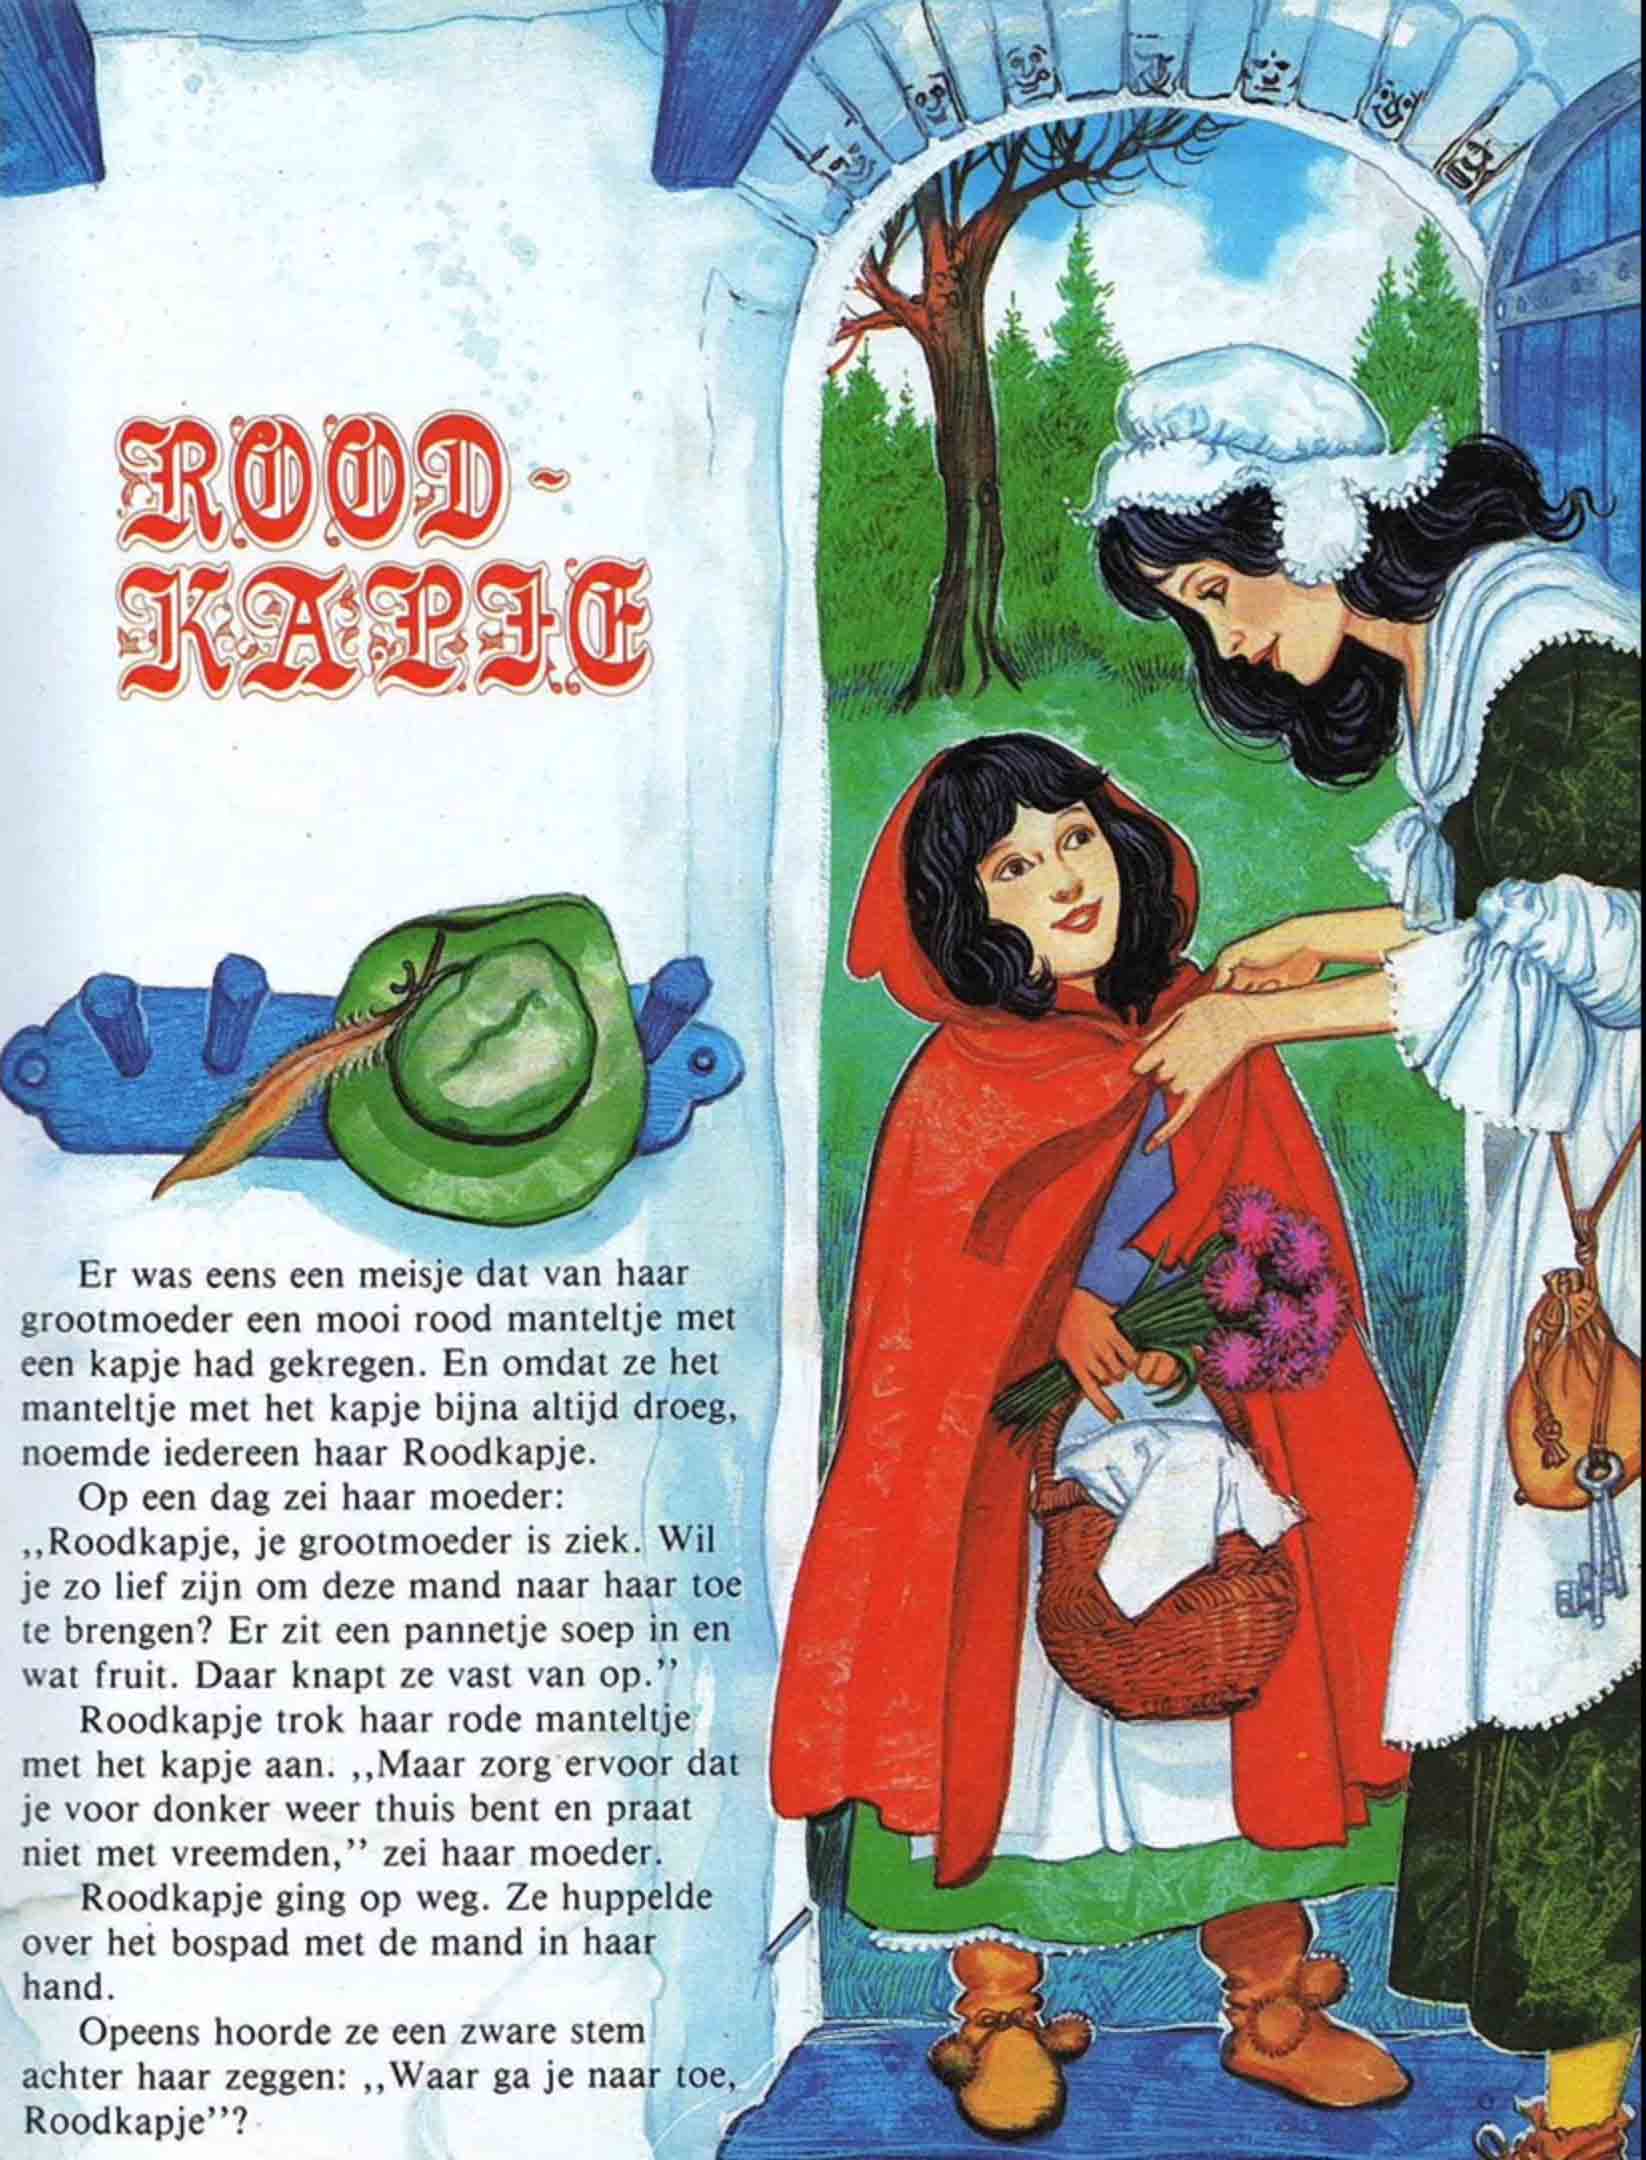 ROOD-
KAPJE
Er was eens een meisje dat van haar
grootmoeder een mooi rood manteltje met
een kapje had gekregen. En omdat ze het
manteltje met het kapje bijna altijd droeg,
noemde iedereen haar Roodkapje.
Op een dag zei haar moeder:
,,Roodkapje, je grootmoeder is ziek. Wil
je zo lief zijn om deze mand naar haar toe
te brengen? Er zit een pannetje soep in en
wat fruit. Daar knapt ze vast van op.''
Roodkapje trok haar rode manteltje
met het kapje aan. ,,Maar zorg ervoor dat
je voor donker weer thuis bent en praat
niet met vreemden,'' zei haar moeder.
Roodkapje ging op weg. Ze huppelde
over het bospad met de mand in haar
hand.
Opeens hoorde ze een zware stem
achter haar zeggen: ,,Waar ga je naar toe,
Roodkapje''?